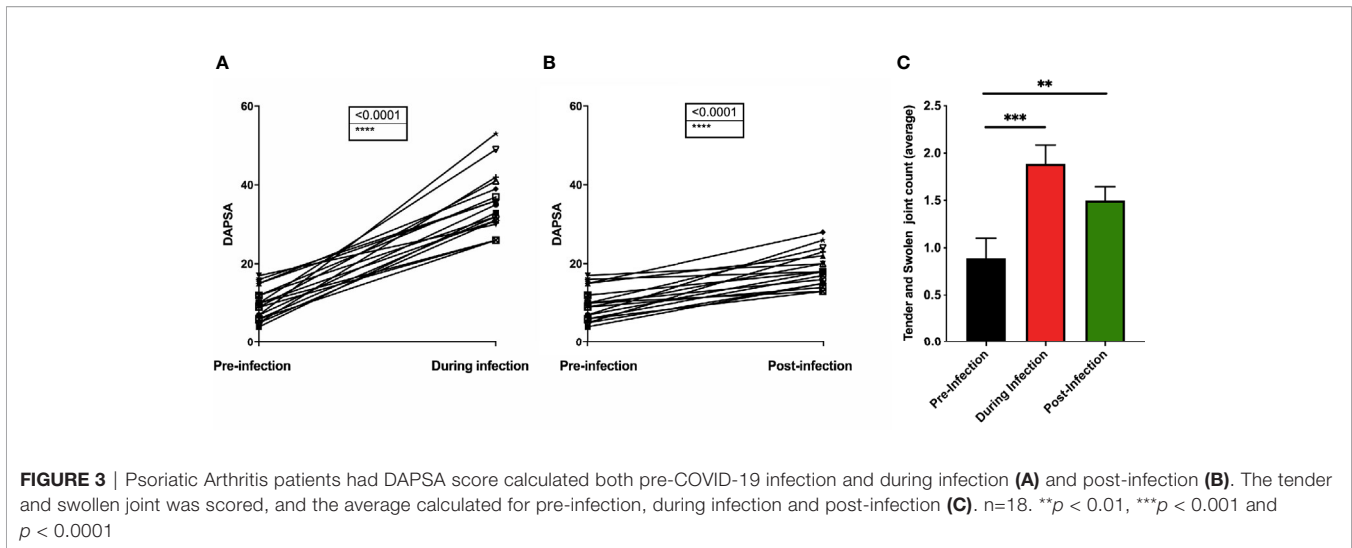 A
B
C
60
<0.0001
****
40
20
0
DAPSA
Pre-infection
During infection
60
<0.0001
****
40
20
0
DAPSA
Pre-infection
Post-infection
**
***
2.5
2.0
1.5
1.0
0.5
0.0
Tender and Swolen joint count (average)
Pre-Infection
During Infection
Post-Infection
FIGURE 3 | Psoriatic Arthritis patients had DAPSA score calculated both pre-COVID-19 infection and during infection (A) and post-infection (B). The tender
and swollen joint was scored, and the average calculated for pre-infection, during infection and post-infection (C). n=18. **p < 0.01, ***p < 0.001 and
p < 0.0001